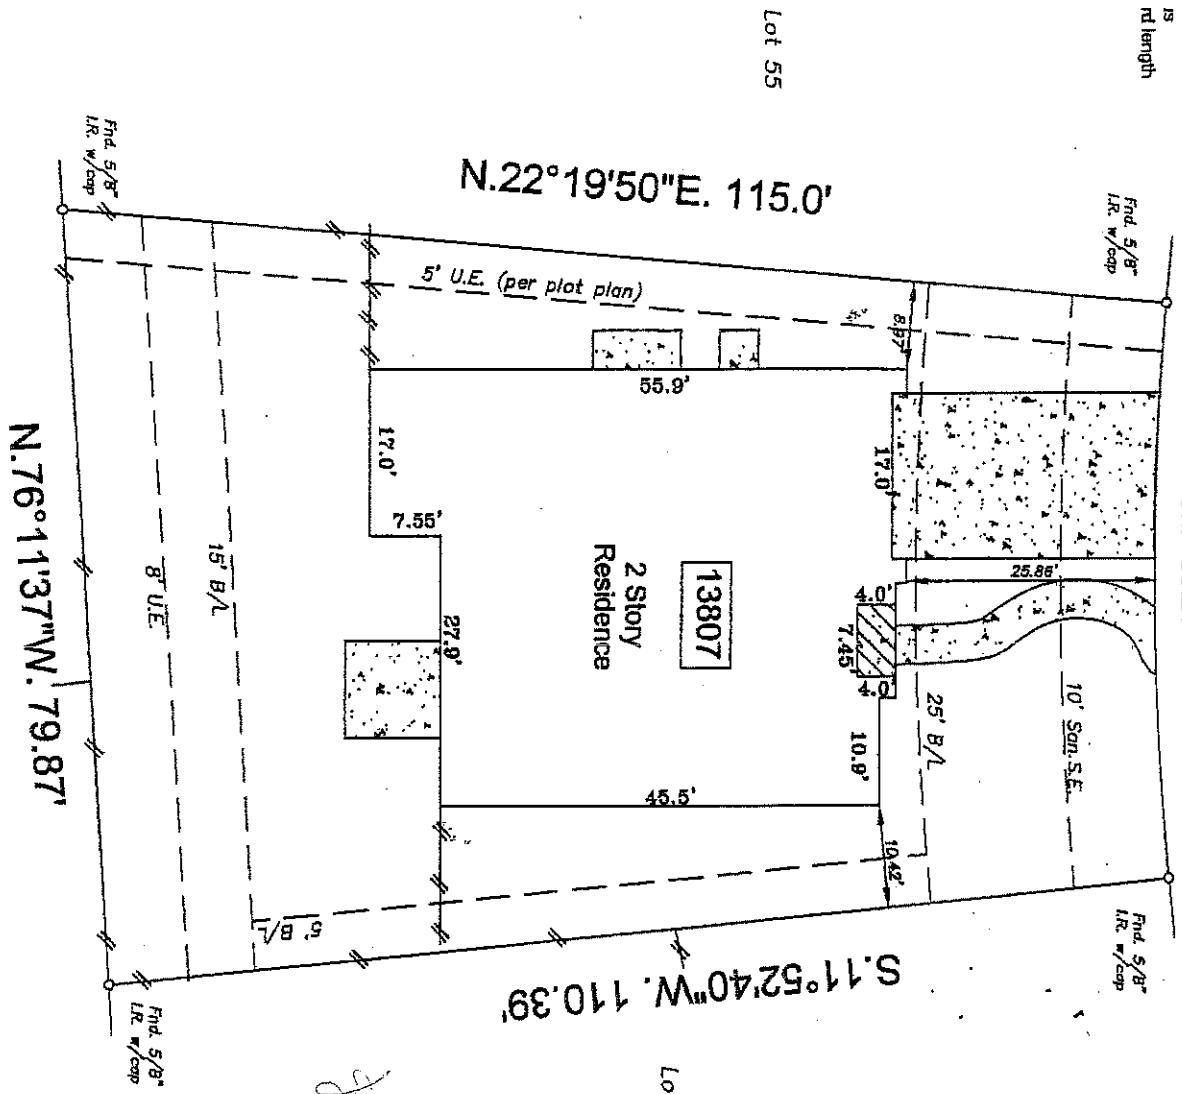 rs
rd length
Lot 55
Fnd. 5/8"
I.R. w/cap
N.22°19'50"E. 115.0'
Fnd. 5/8"
I.R. w/cap
5' U.E. (per plot plan)
8.97'
55.9'
17.0'
17.0'
7.55'
25.86'
15' B/L
8' U.E.
N.76°11'37"W. 79.87'
13807
2 Story
Residence
4.0'
7.45'
4.0'
27.9'
25' B/L
10' San.S.E.
10.9'
45.5'
10.42'
5' B/L
S.11°52'40"W. 110.39'
Fnd. 5/8"
I.R. w/cap
Fnd. 5/8"
I.R. w/cap
Lo